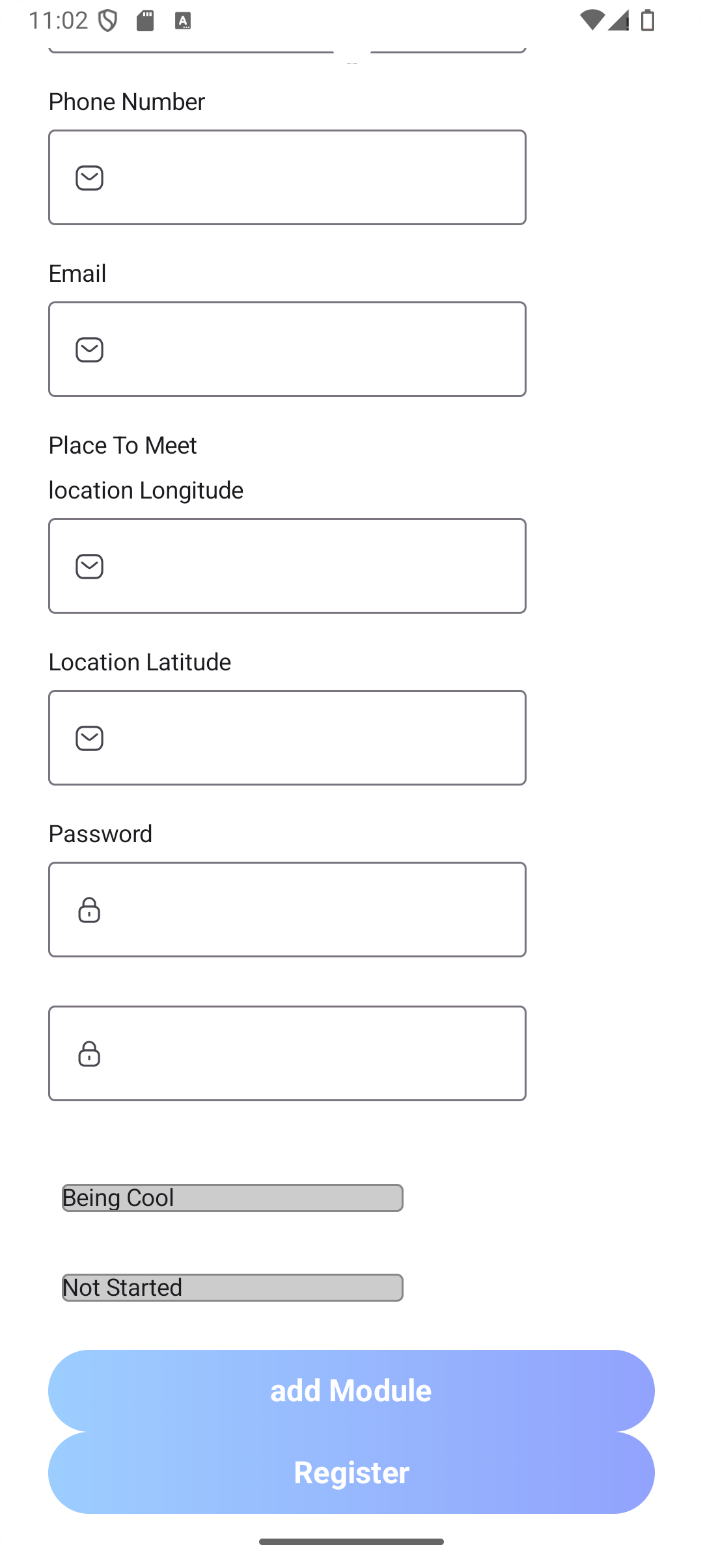 11:02
Phone Number
Email
Place To Meet
location Longitude
Location Latitude
Password
Being Cool
Not Started
add Module
Register